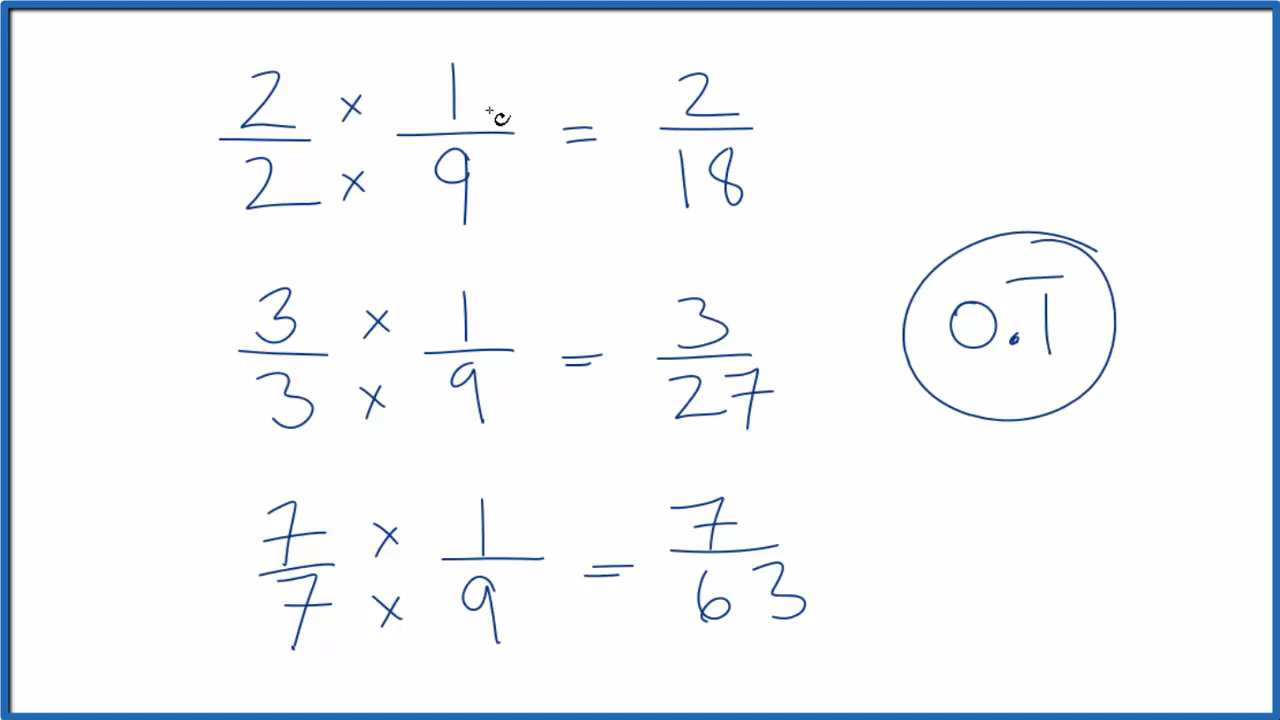 2/2 × 1/9 = 2/18
3/3 × 1/9 = 3/27
0.1̅
7/7 × 1/9 = 7/63